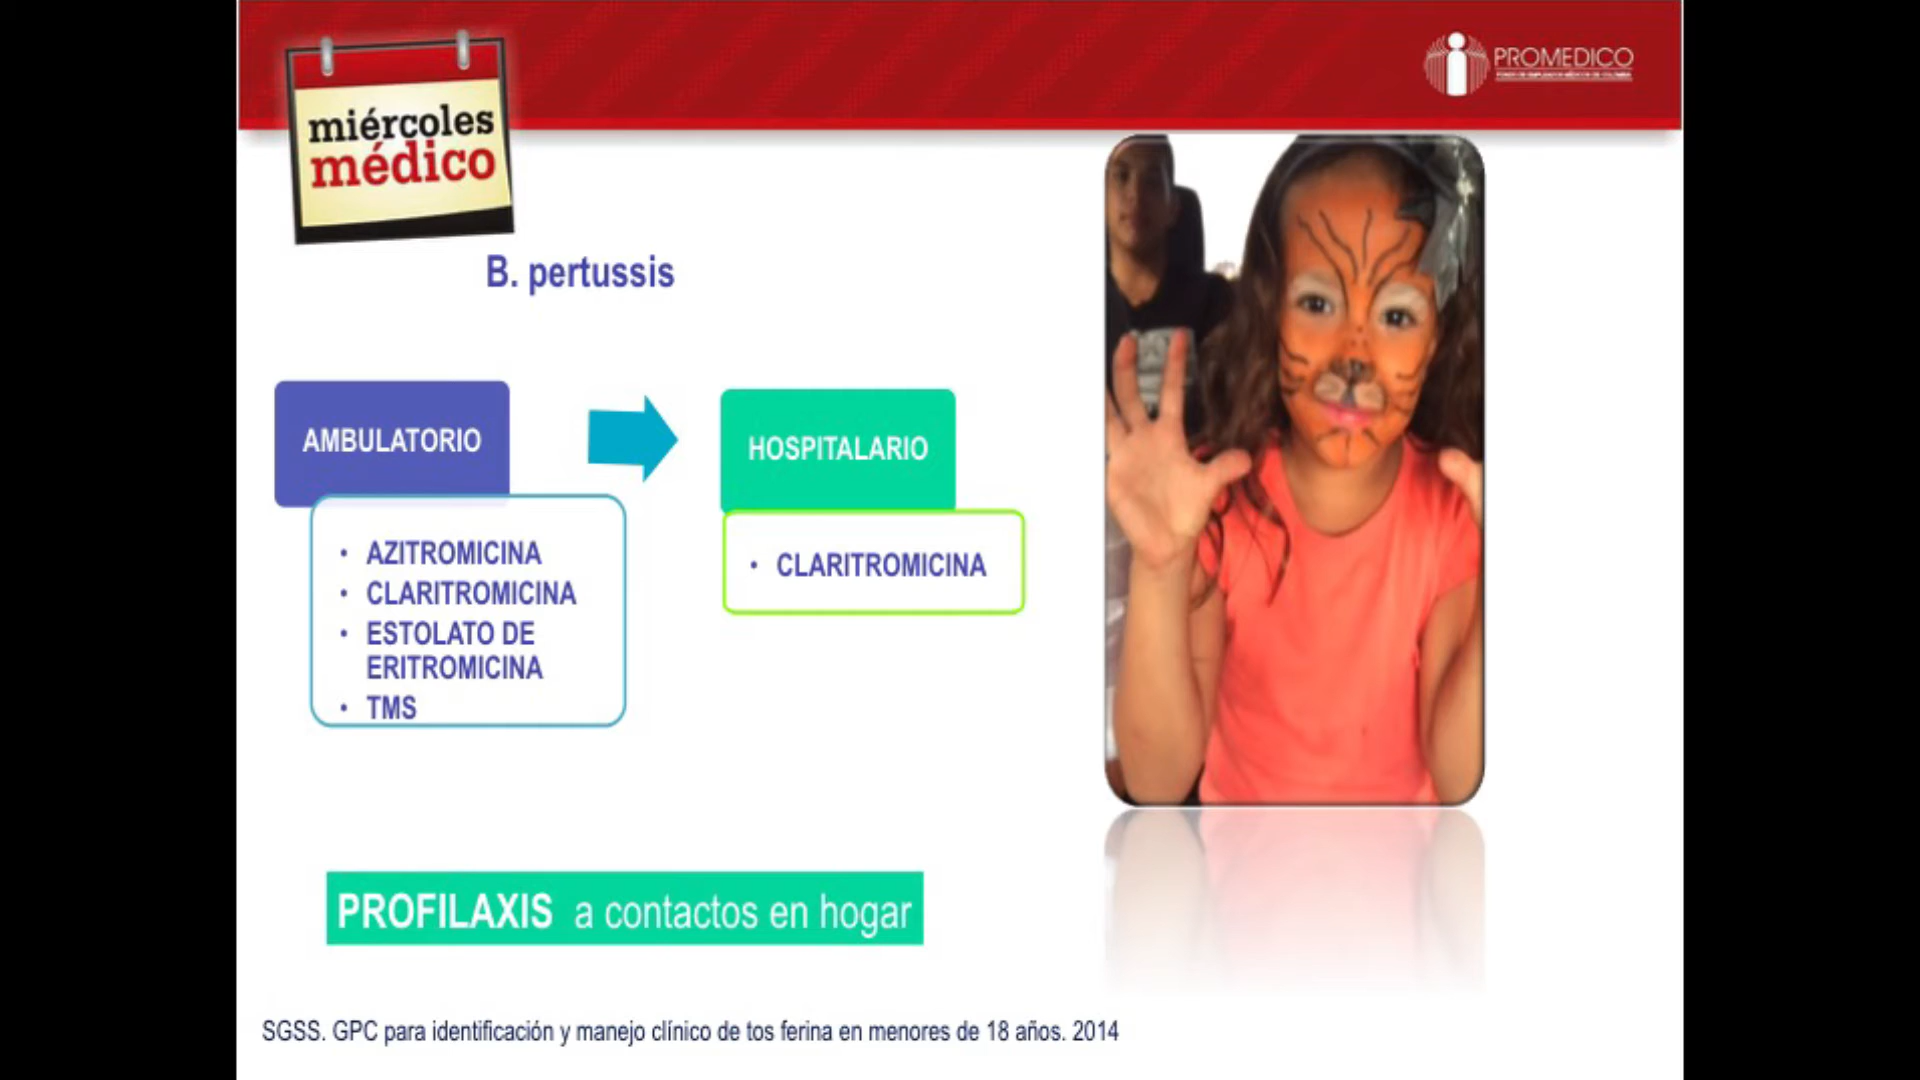 miércoles
médico
PROMEDICO
B. pertussis
AMBULATORIO
HOSPITALARIO
• AZITROMICINA
• CLARITROMICINA
• ESTOLATO DE
ERITROMICINA
• TMS
• CLARITROMICINA
PROFILAXIS a contactos en hogar
SGSS. GPC para identificación y manejo clínico de tos ferina en menores de 18 años. 2014